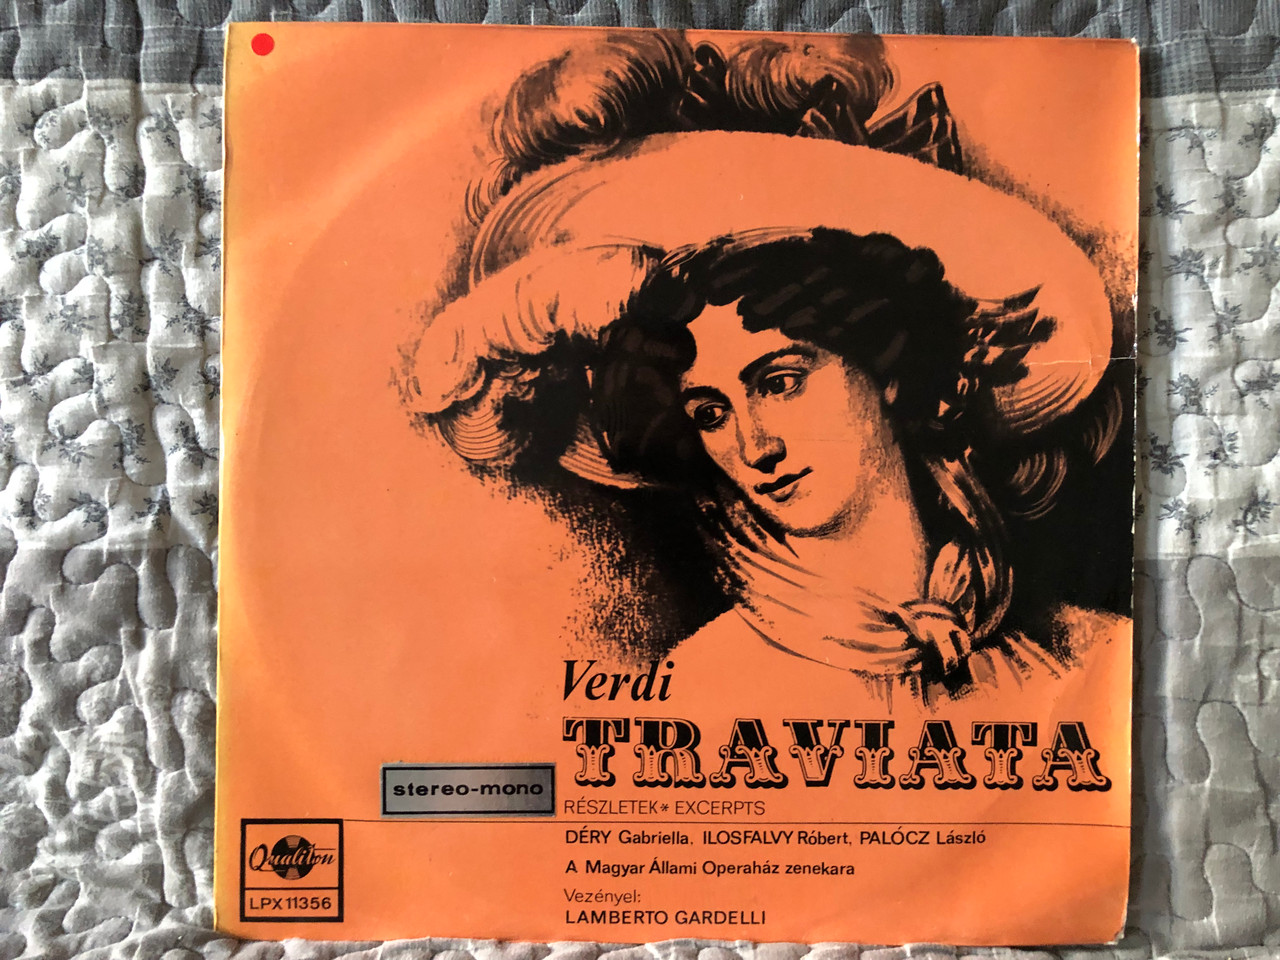 Verdi
TRAVIATA
stereo-mono
RÉSZLETEK* EXCERPTS
DÉRY Gabriella, ILOSFALVY Róbert, PALÓCZ László
A Magyar Állami Operaház zenekara
Vezényel:
LAMBERTO GARDELLI
Qualiton
LPX 11356